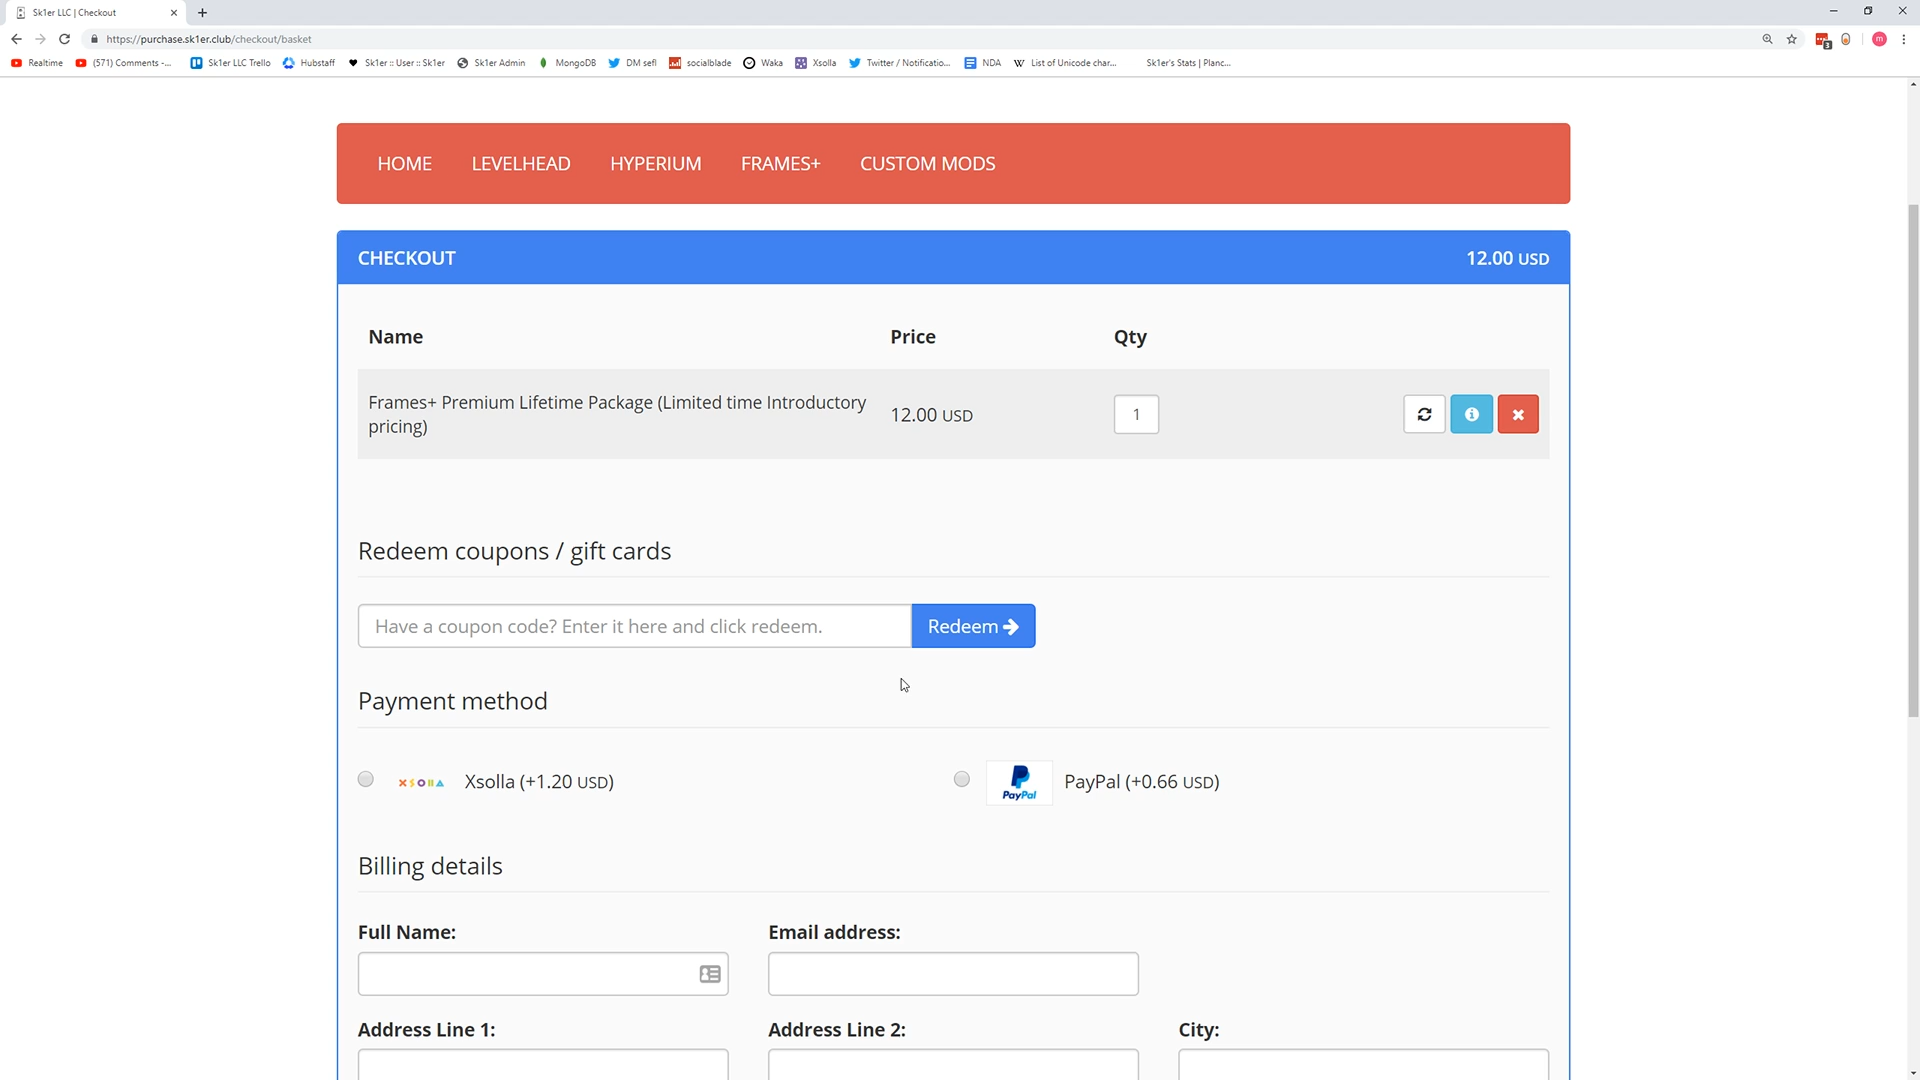 Sk1er LLC | Checkout
https://purchase.sk1er.club/checkout/basket
3
m
Realtime
(571) Comments -...
Sk1er LLC Trello
Hubstaff
Sk1er :: User :: Sk1er
Sk1er Admin
MongoDB
DM sefl
socialblade
Waka
Xsolla
Twitter / Notificatio...
NDA
W List of Unicode char...
Sk1er's Stats | Planc...
HOME LEVELHEAD HYPERIUM FRAMES+ CUSTOM MODS
CHECKOUT 12.00 USD
Name Price Qty
Frames+ Premium Lifetime Package (Limited time Introductory
pricing)
12.00 USD
1
Redeem coupons / gift cards
Have a coupon code? Enter it here and click redeem.
Redeem
Payment method
XSOLLA Xsolla (+1.20 USD)
PayPal PayPal (+0.66 USD)
Billing details
Full Name: Email address:
Address Line 1: Address Line 2: City: